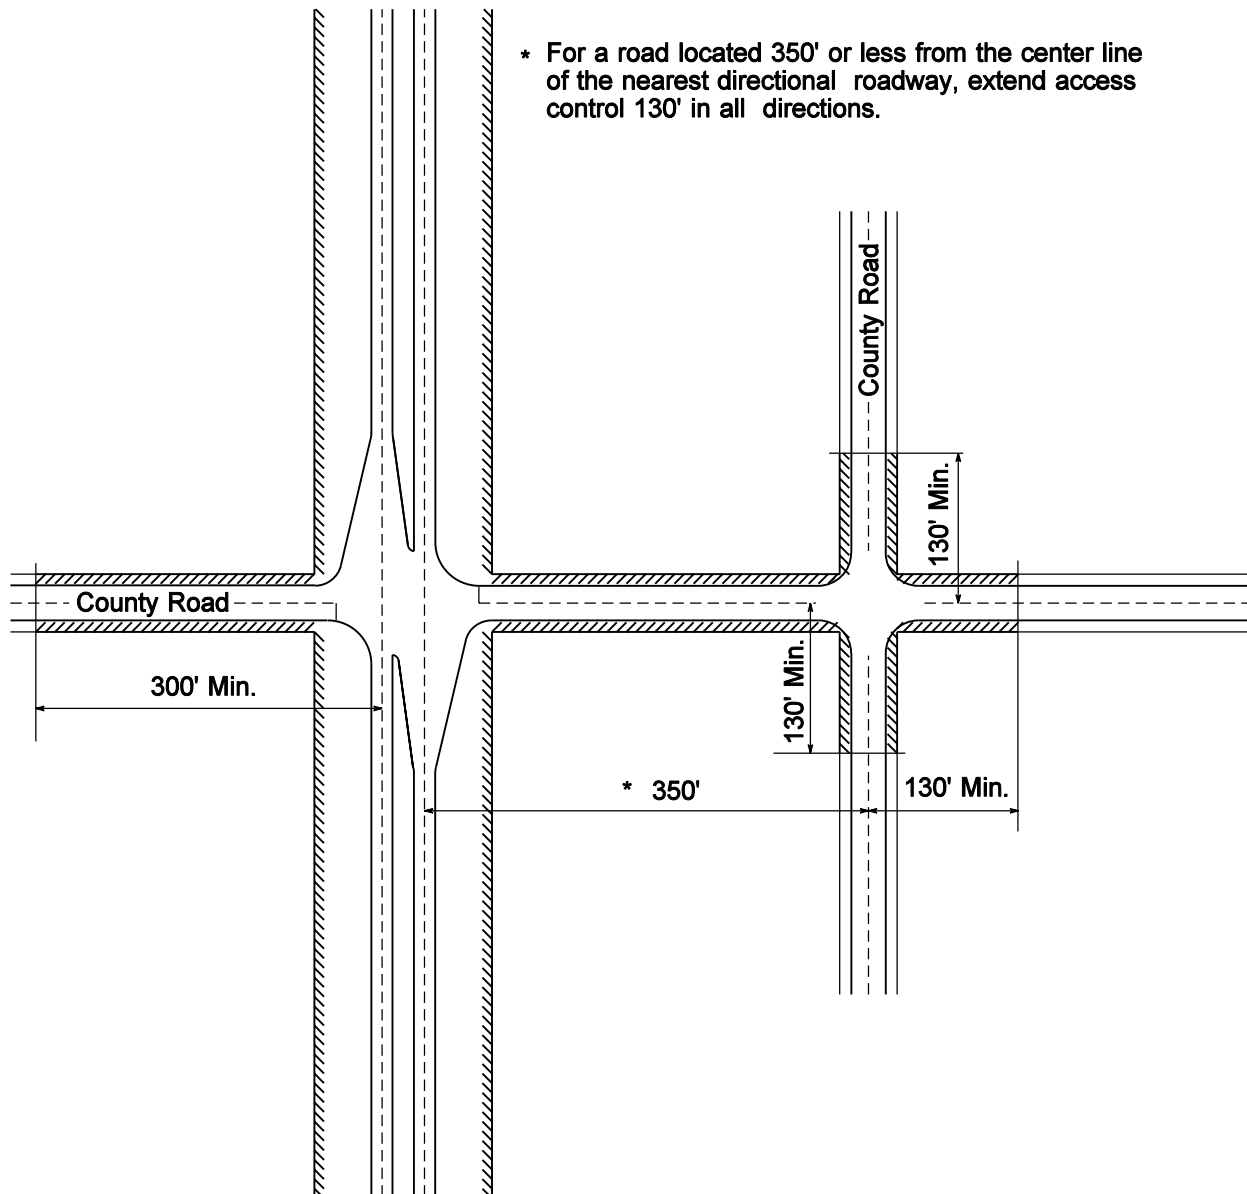 * For a road located 350' or less from the center line
of the nearest directional roadway, extend access
control 130' in all directions.
County Road
130' Min.
County Road
300' Min.
130' Min.
* 350'
130' Min.